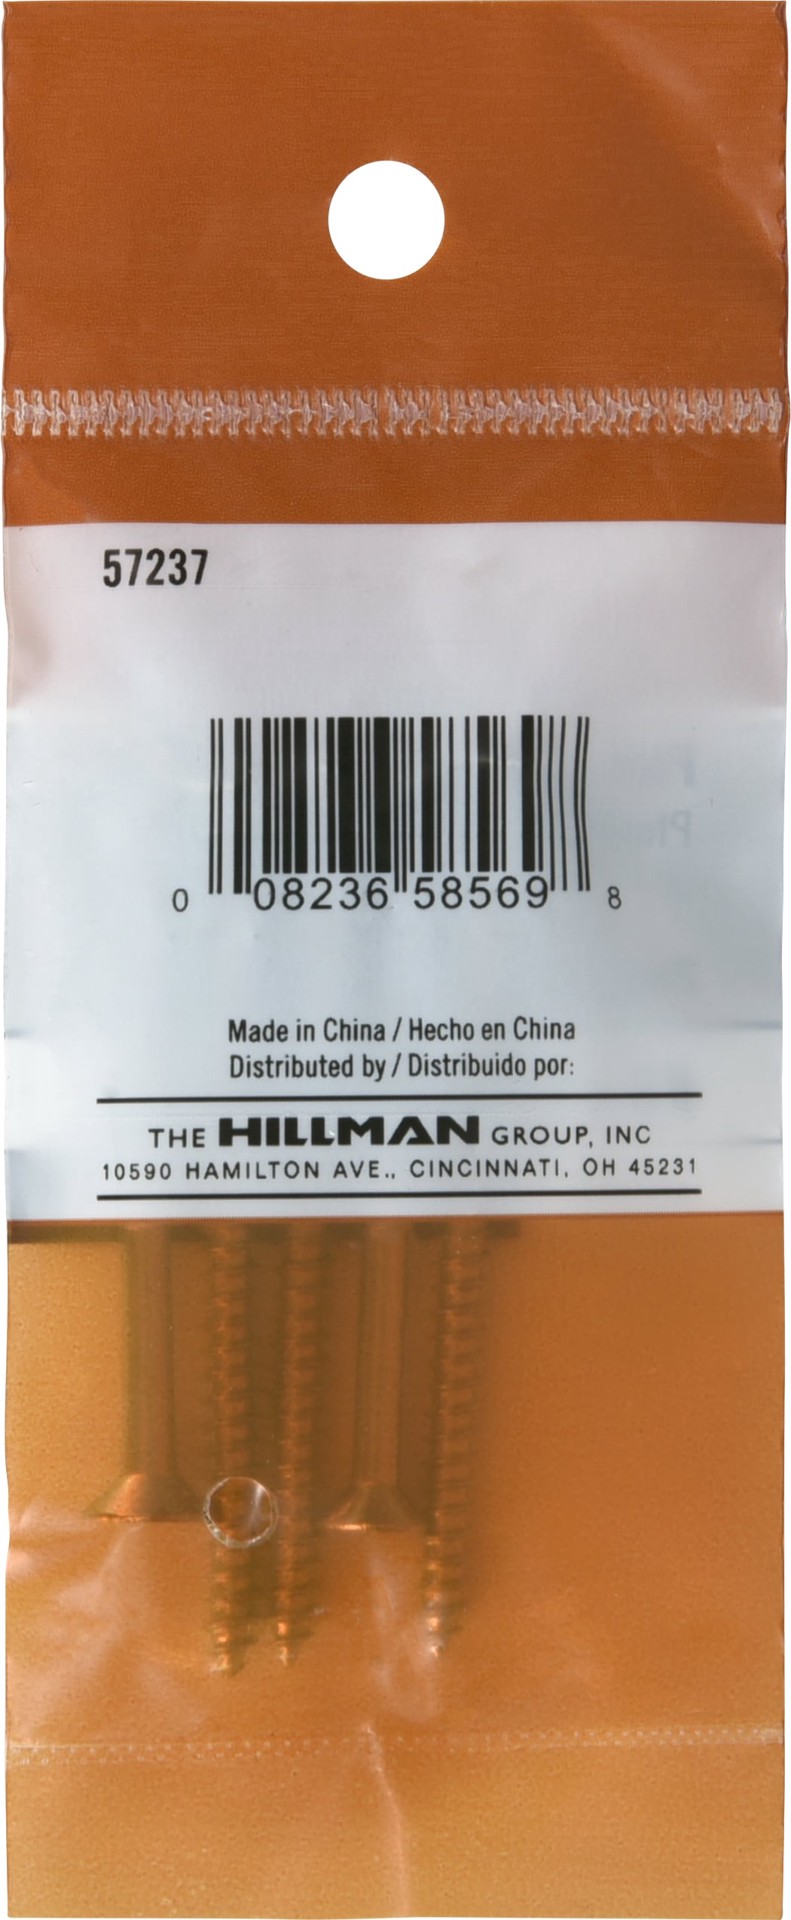 57237
0 08236 58569 8
Made in China / Hecho en China
Distributed by / Distribuido por:
THE HILLMAN GROUP, INC
10590 HAMILTON AVE., CINCINNATI, OH 45231